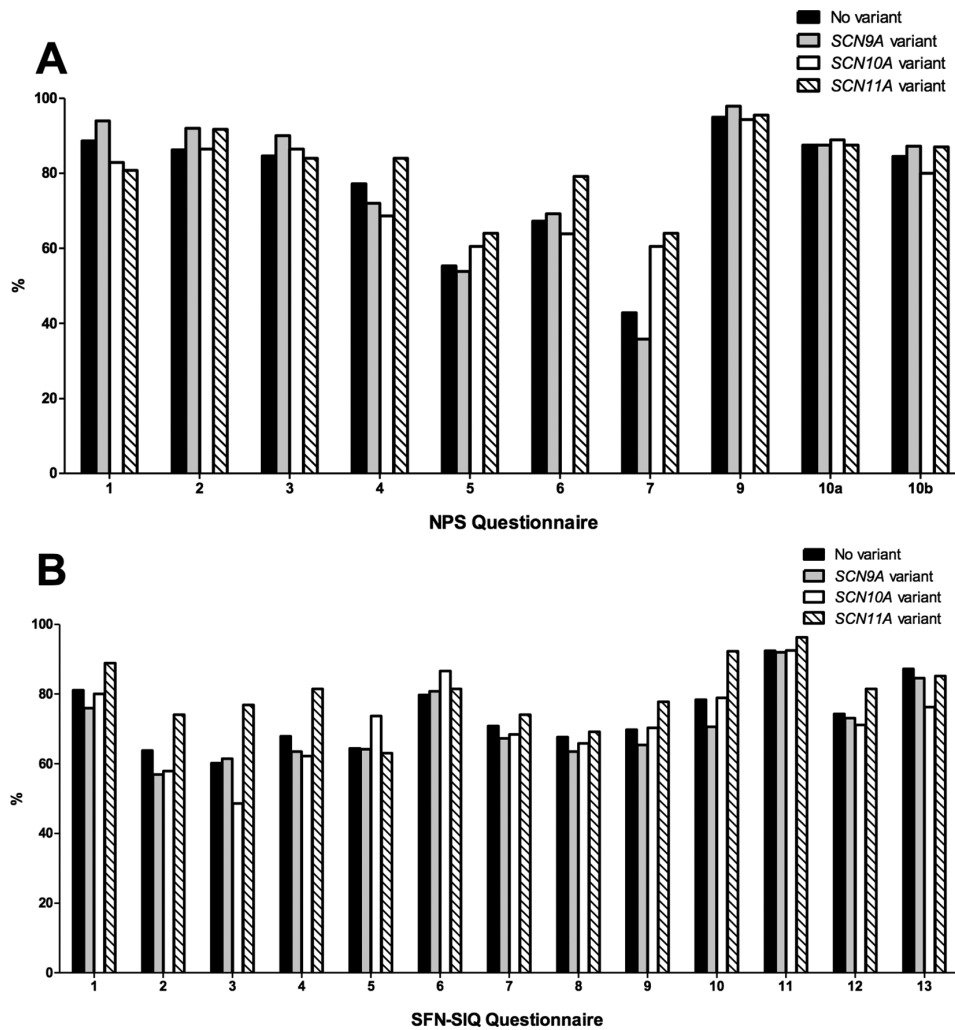 A
No variant
SCN9A variant
SCN10A variant
SCN11A variant
100
80
60
40
20
0
%
1 2 3 4 5 6 7 9 10a 10b
NPS Questionnaire
B
No variant
SCN9A variant
SCN10A variant
SCN11A variant
100
80
60
40
20
0
%
1 2 3 4 5 6 7 8 9 10 11 12 13
SFN-SIQ Questionnaire